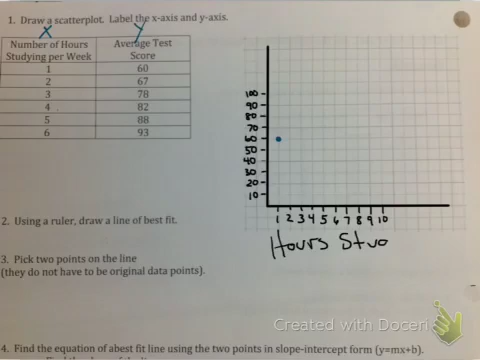 1. Draw a scatterplot. Label the x-axis and y-axis.
X Y
Number of Hours Studying per Week Average Test Score
1 60
2 67
3 78
4 82
5 88
6 93
100
90
80
70
60
50
40
30
20
10
1 2 3 4 5 6 7 8 9 10
Hours Stud
2. Using a ruler, draw a line of best fit.
3. Pick two points on the line
(they do not have to be original data points).
Created with Doceri
4. Find the equation of abest fit line using the two points in slope-intercept form (y=mx+b).